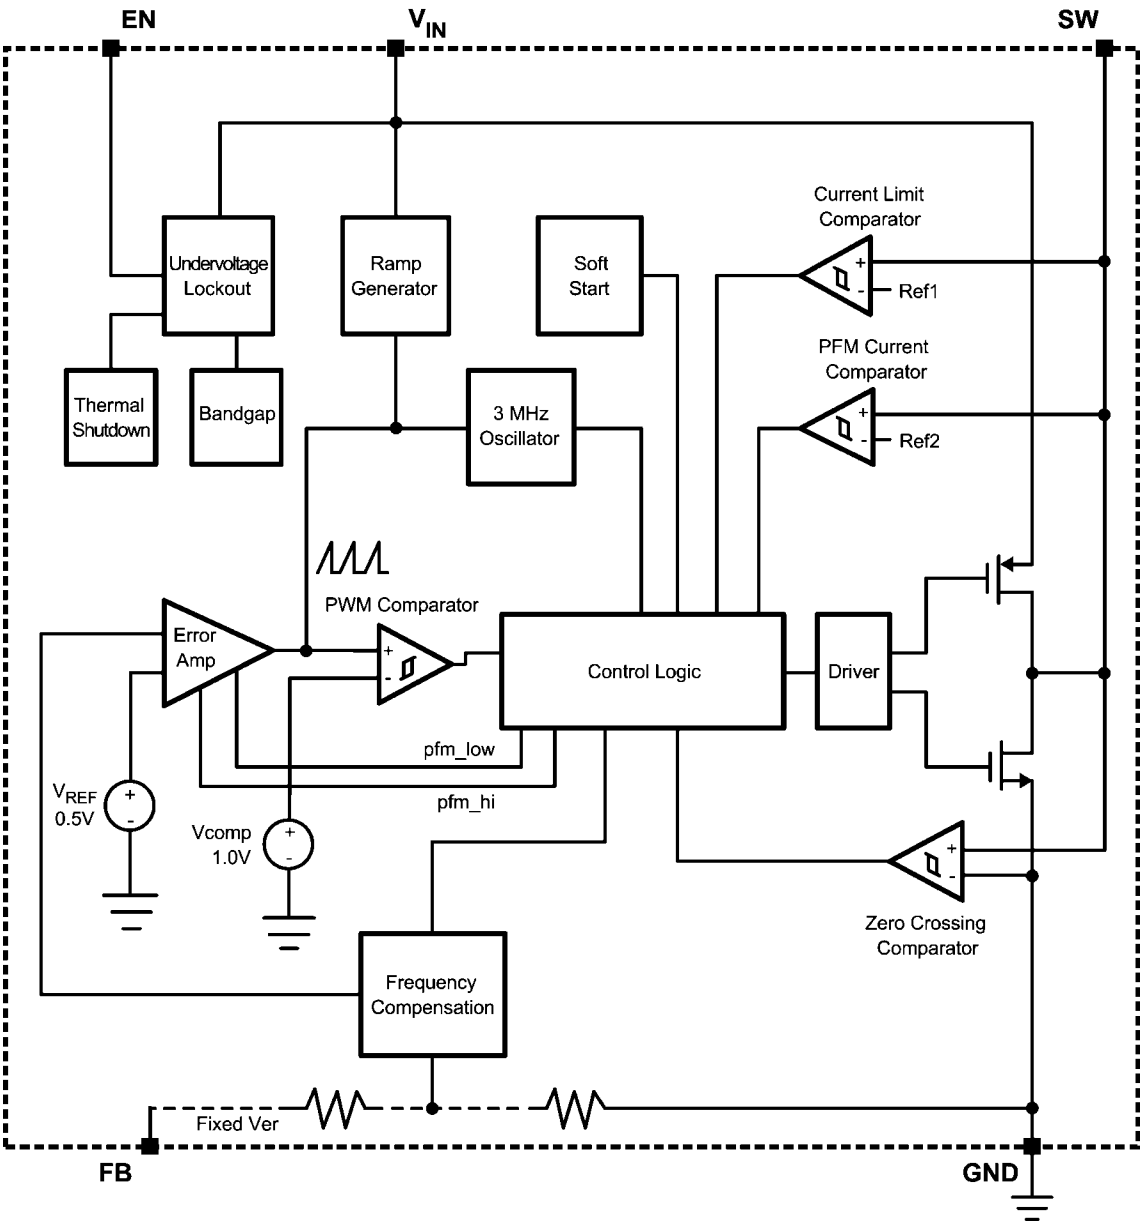 EN
VIN
SW
Current Limit
Comparator
Undervoltage
Lockout
Ramp
Generator
Soft
Start
+
-
Ref1
PFM Current
Comparator
Thermal
Shutdown
Bandgap
3 MHz
Oscillator
+
-
Ref2
PWM Comparator
Error
Amp
+
-
Control Logic
Driver
pfm_low
pfm_hi
VREF
0.5V
+
-
Vcomp
1.0V
+
-
+
-
Zero Crossing
Comparator
Frequency
Compensation
Fixed Ver
FB
GND